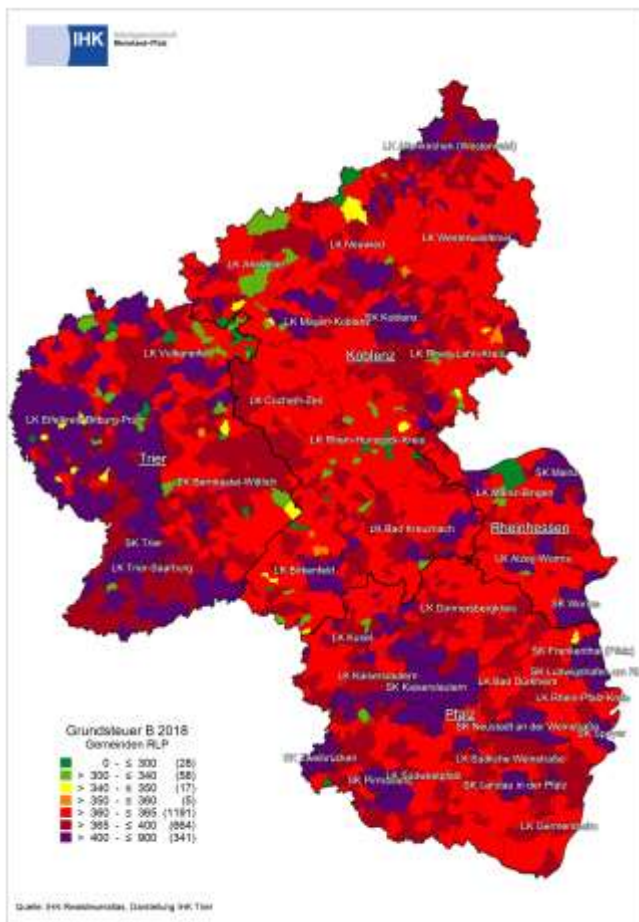 IHK
Rheinland-Pfalz
LK Altenkirchen (Westerwald)
LK Neuwied
LK Westerwaldkreis
LK Ahrweiler
LK Mayen-Koblenz
SK Koblenz
Koblenz
LK Rhein-Lahn-Kreis
LK Vulkaneifel
LK Cochem-Zell
LK Eifelkreis Bitburg-Prüm
LK Rhein-Hunsrück-Kreis
Trier
SK Mainz
LK Bernkastel-Wittlich
LK Mainz-Bingen
Rheinhessen
LK Bad Kreuznach
SK Trier
LK Alzey-Worms
LK Trier-Saarburg
LK Birkenfeld
SK Worms
LK Donnersbergkreis
LK Kusel
SK Frankenthal (Pfalz)
LK Kaiserslautern
SK Ludwigshafen am
LK Bad Dürkheim
SK Kaiserslautern
LK Rhein-Pfalz-Kreis
Pfalz
SK Neustadt an der Weinstraße
SK Speyer
SK Zweibrücken
LK Südliche Weinstraße
SK Pirmasens
LK Südwestpfalz
SK Landau in der Pfalz
LK Germersheim
Grundsteuer B 2018
Gemeinden RLP
0 - ≤ 300 (28)
> 300 - ≤ 340 (58)
> 340 - ≤ 350 (17)
> 350 - ≤ 360 (5)
> 360 - ≤ 365 (1191)
> 365 - ≤ 400 (664)
> 400 - ≤ 900 (341)
Quelle: IHK Realsteueratlas, Darstellung IHK Trier